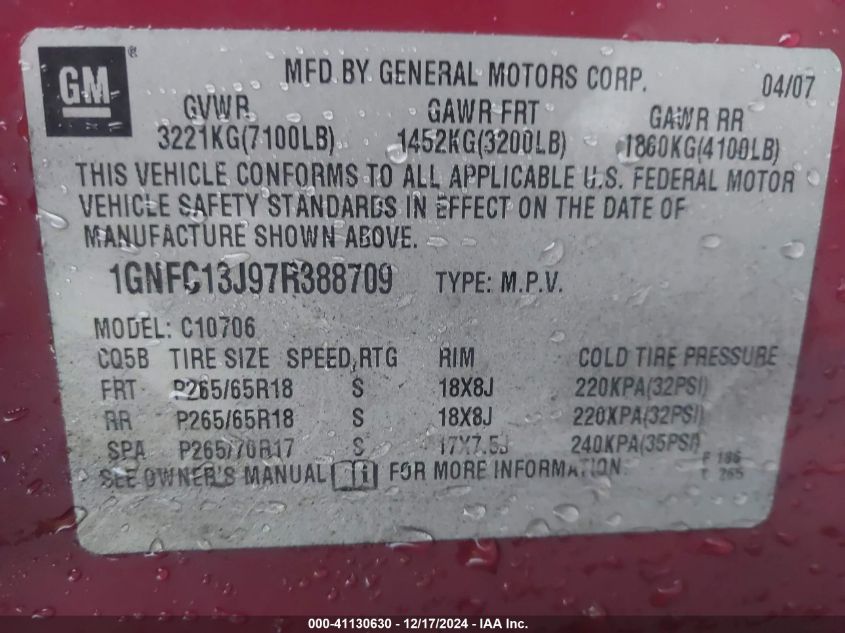 GM ®
MFD BY GENERAL MOTORS CORP. 04/07
GVWR GAWR FRT GAWR RR
3221KG(7100LB) 1452KG(3200LB) 1860KG(4100LB)
THIS VEHICLE CONFORMS TO ALL APPLICABLE U.S. FEDERAL MOTOR
VEHICLE SAFETY STANDARDS IN EFFECT ON THE DATE OF
MANUFACTURE SHOWN ABOVE.
1GNFC13J97R388709 TYPE: M.P.V.
MODEL: C10706
CQ5B TIRE SIZE SPEED,RTG RIM COLD TIRE PRESSURE
FRT P265/65R18 S 18X8J 220KPA(32PSI)
RR P265/65R18 S 18X8J 220KPA(32PSI)
SPA P265/70R17 S 17X7.5J 240KPA(35PSI)
SEE OWNER'S MANUAL FOR MORE INFORMATION.
000-41130630 - 12/17/2024 - IAA Inc.